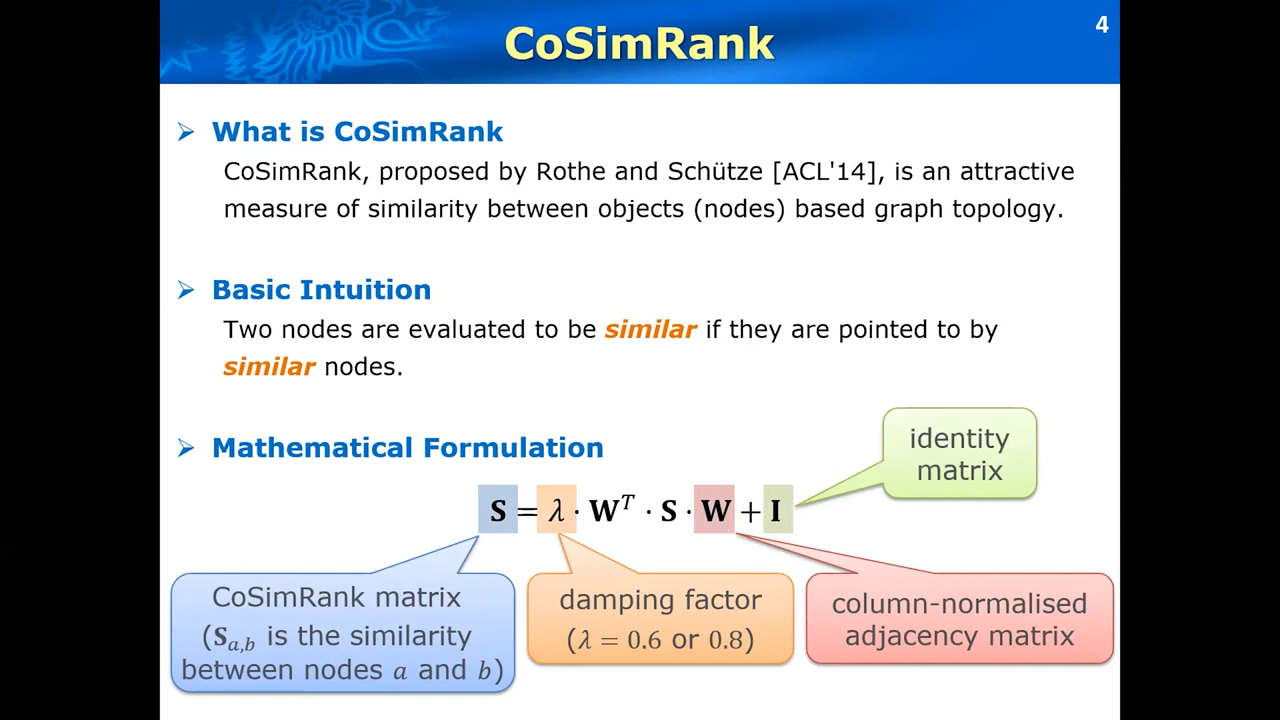 CoSimRank
4
What is CoSimRank
CoSimRank, proposed by Rothe and Schütze [ACL'14], is an attractive
measure of similarity between objects (nodes) based graph topology.
Basic Intuition
Two nodes are evaluated to be similar if they are pointed to by
similar nodes.
Mathematical Formulation
identity
matrix
S = λ · Wᵀ · S · W + I
CoSimRank matrix
(Sa,b is the similarity
between nodes a and b)
damping factor
(λ = 0.6 or 0.8)
column-normalised
adjacency matrix